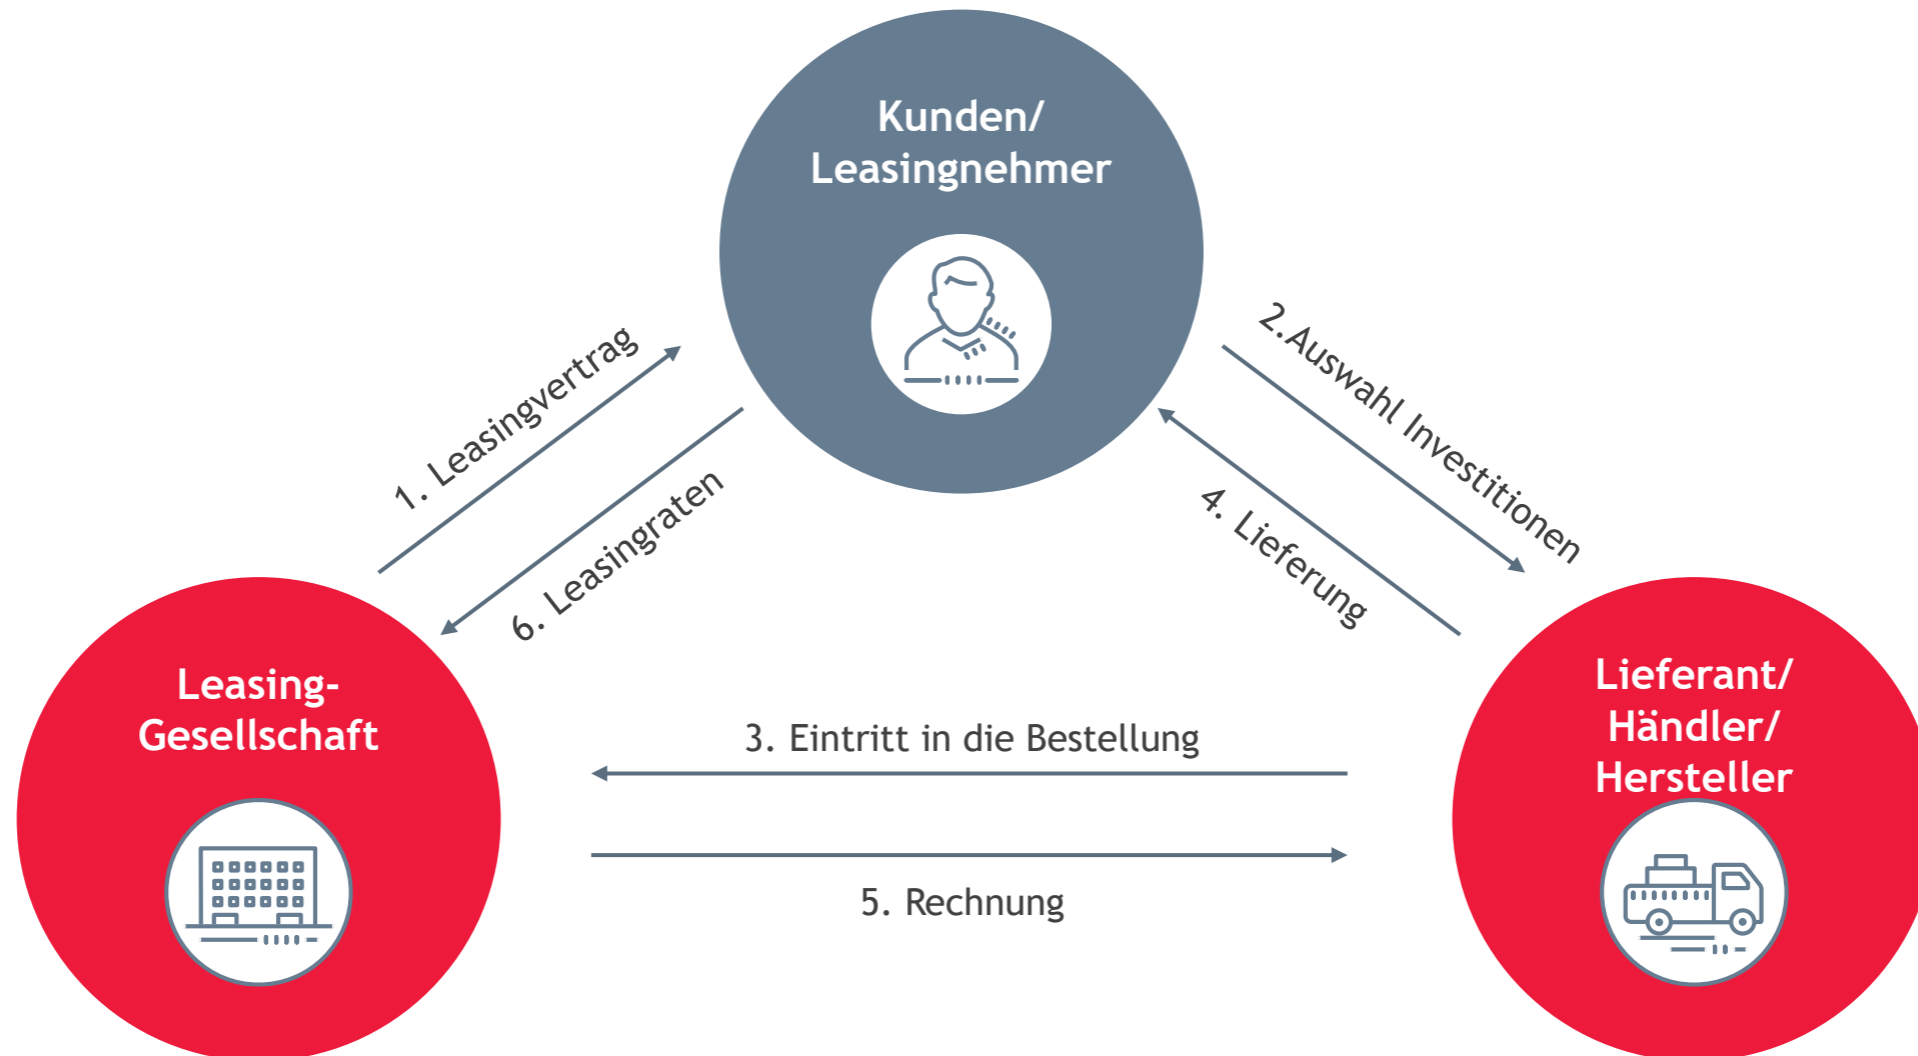 Kunden/
Leasingnehmer
1. Leasingvertrag
2.Auswahl Investitionen
6. Leasingraten
4. Lieferung
Leasing-
Gesellschaft
3. Eintritt in die Bestellung
5. Rechnung
Lieferant/
Händler/
Hersteller